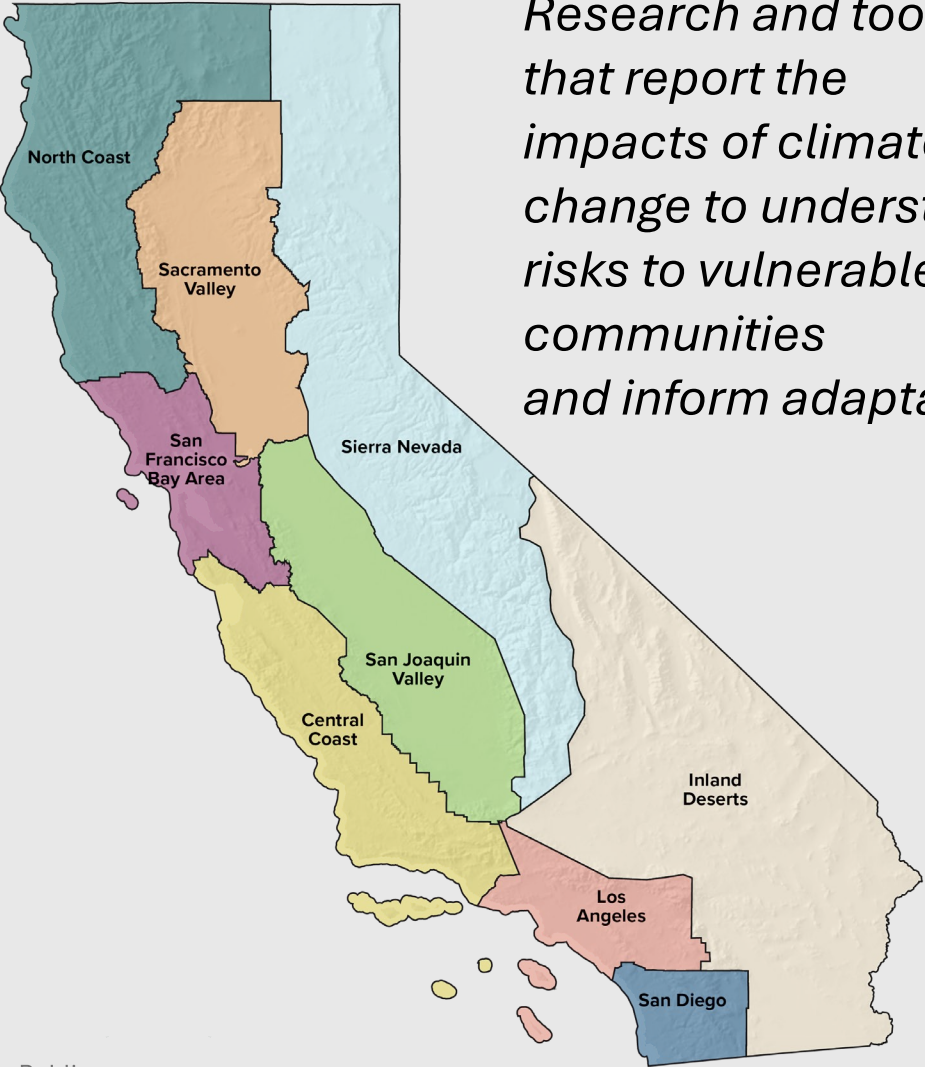 Research and too
that report the
impacts of climat
change to underst
risks to vulnerable
communities
and inform adapta
North Coast
Sacramento
Valley
Sierra Nevada
San
Francisco
Bay Area
San Joaquin
Valley
Central
Coast
Inland
Deserts
Los
Angeles
San Diego